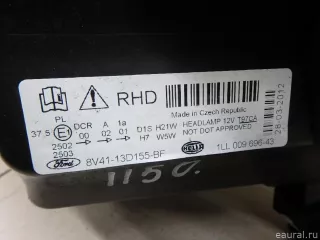 RHD
PL
DCR A 1a
Made in Czech Republic
37,5 E1 00 02 01 D1S H21W HEADLAMP 12V T97CA
2502 → → H7 W5W NOT DOT APPROVED
2503
Ford 8V41-13D155-BF HELLA 1LL 009 696-43
28-03-2012
1150.
eaural.ru